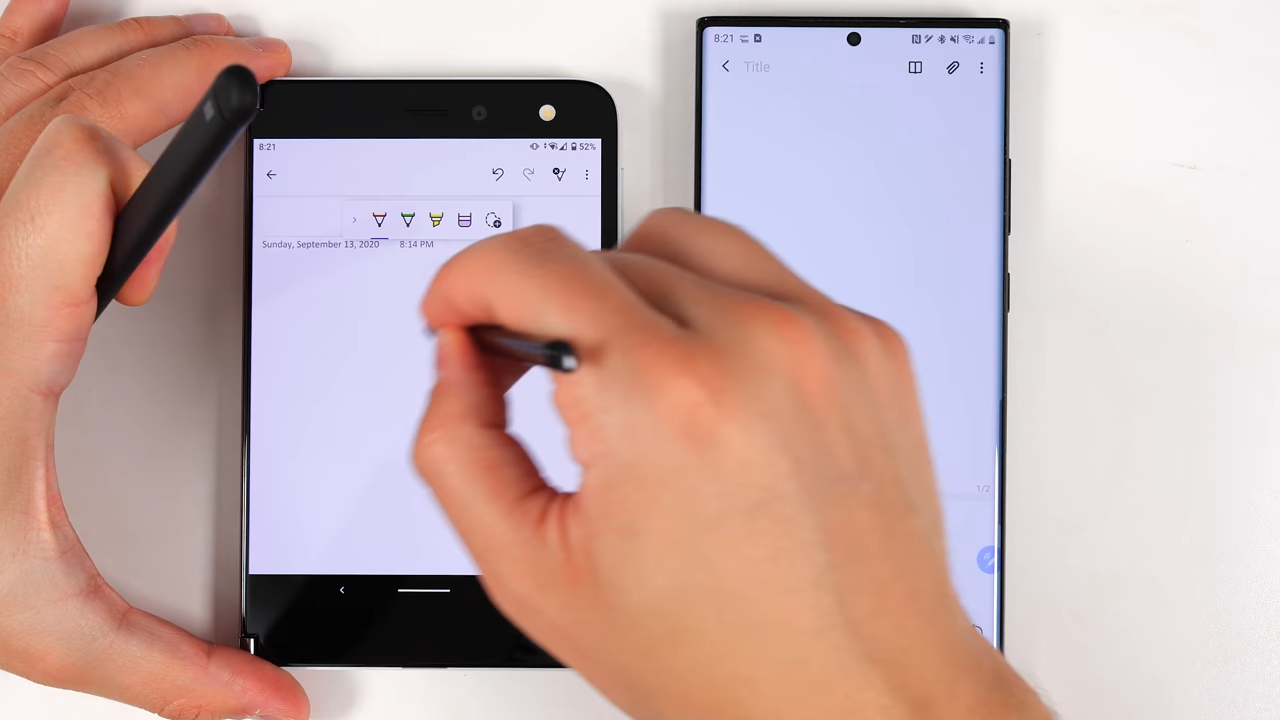 8:21
52%
Sunday, September 13, 2020 8:14 PM
8:21
Title
1/2